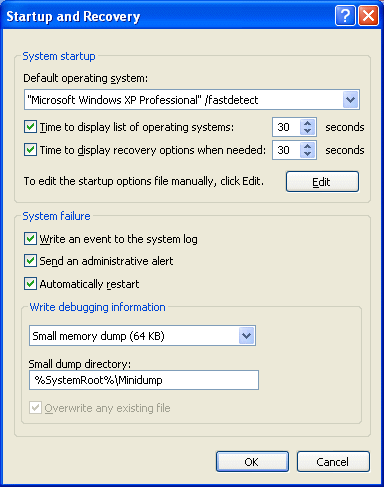 Startup and Recovery
System startup
Default operating system:
"Microsoft Windows XP Professional" /fastdetect
Time to display list of operating systems: 30 seconds
Time to display recovery options when needed: 30 seconds
To edit the startup options file manually, click Edit. Edit
System failure
Write an event to the system log
Send an administrative alert
Automatically restart
Write debugging information
Small memory dump (64 KB)
Small dump directory:
%SystemRoot%\Minidump
Overwrite any existing file
OK Cancel